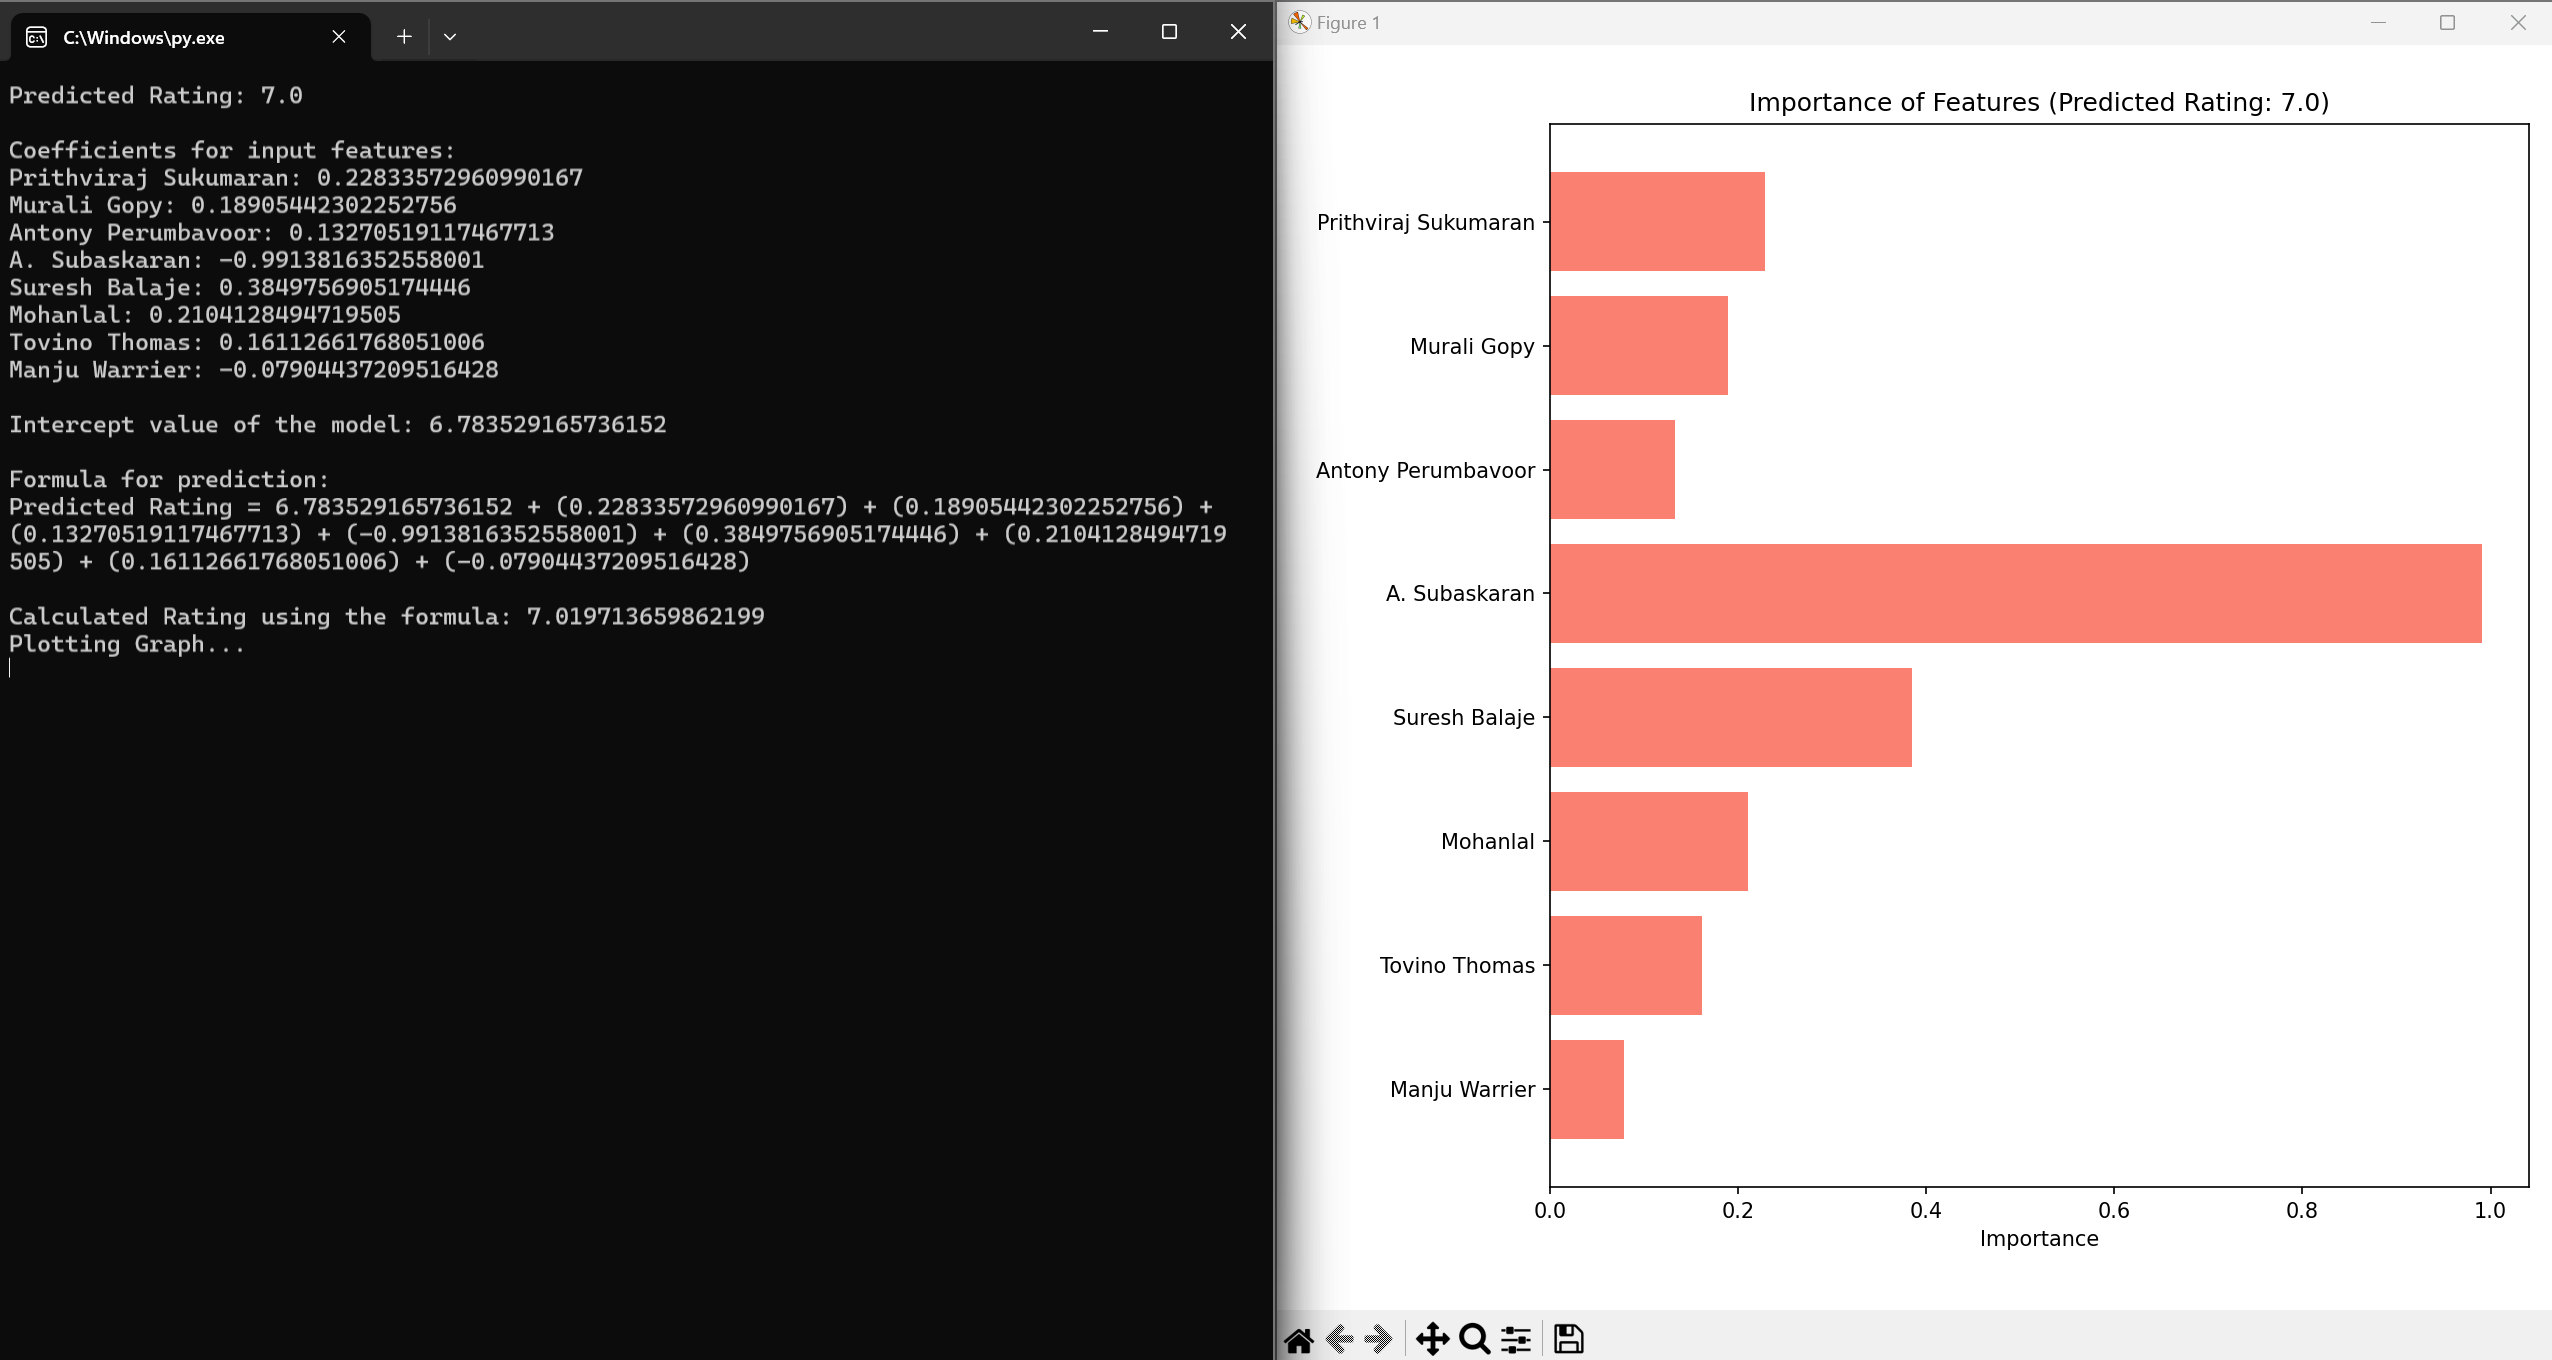 C:\Windows\py.exe
Predicted Rating: 7.0
Coefficients for input features:
Prithviraj Sukumaran: 0.22833572960990167
Murali Gopy: 0.18905442302252756
Antony Perumbavoor: 0.13270519117467713
A. Subaskaran: -0.9913816352558001
Suresh Balaje: 0.3849756905174446
Mohanlal: 0.2104128494719505
Tovino Thomas: 0.16112661768051006
Manju Warrier: -0.07904437209516428
Intercept value of the model: 6.783529165736152
Formula for prediction:
Predicted Rating = 6.783529165736152 + (0.22833572960990167) + (0.18905442302252756) +
(0.13270519117467713) + (-0.9913816352558001) + (0.3849756905174446) + (0.2104128494719
505) + (0.16112661768051006) + (-0.07904437209516428)
Calculated Rating using the formula: 7.019713659862199
Plotting Graph...
Figure 1
Importance of Features (Predicted Rating: 7.0)
Prithviraj Sukumaran
Murali Gopy
Antony Perumbavoor
A. Subaskaran
Suresh Balaje
Mohanlal
Tovino Thomas
Manju Warrier
0.0 0.2 0.4 0.6 0.8 1.0
Importance